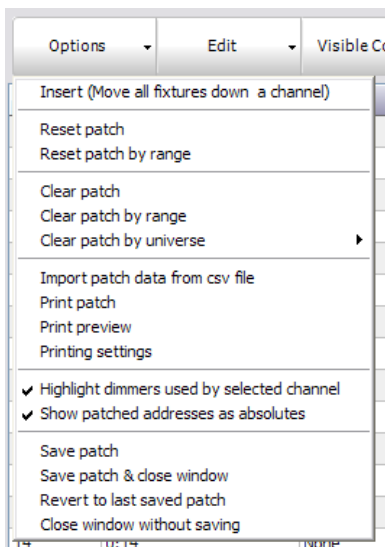 Options Edit Visible Co
Insert (Move all fixtures down a channel)
Reset patch
Reset patch by range
Clear patch
Clear patch by range
Clear patch by universe
Import patch data from csv file
Print patch
Print preview
Printing settings
Highlight dimmers used by selected channel
Show patched addresses as absolutes
Save patch
Save patch & close window
Revert to last saved patch
Close window without saving